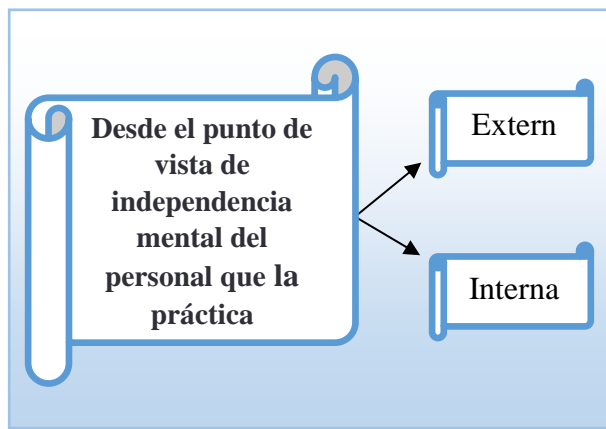 Desde el punto de
vista de
independencia
mental del
personal que la
práctica
Extern
Interna